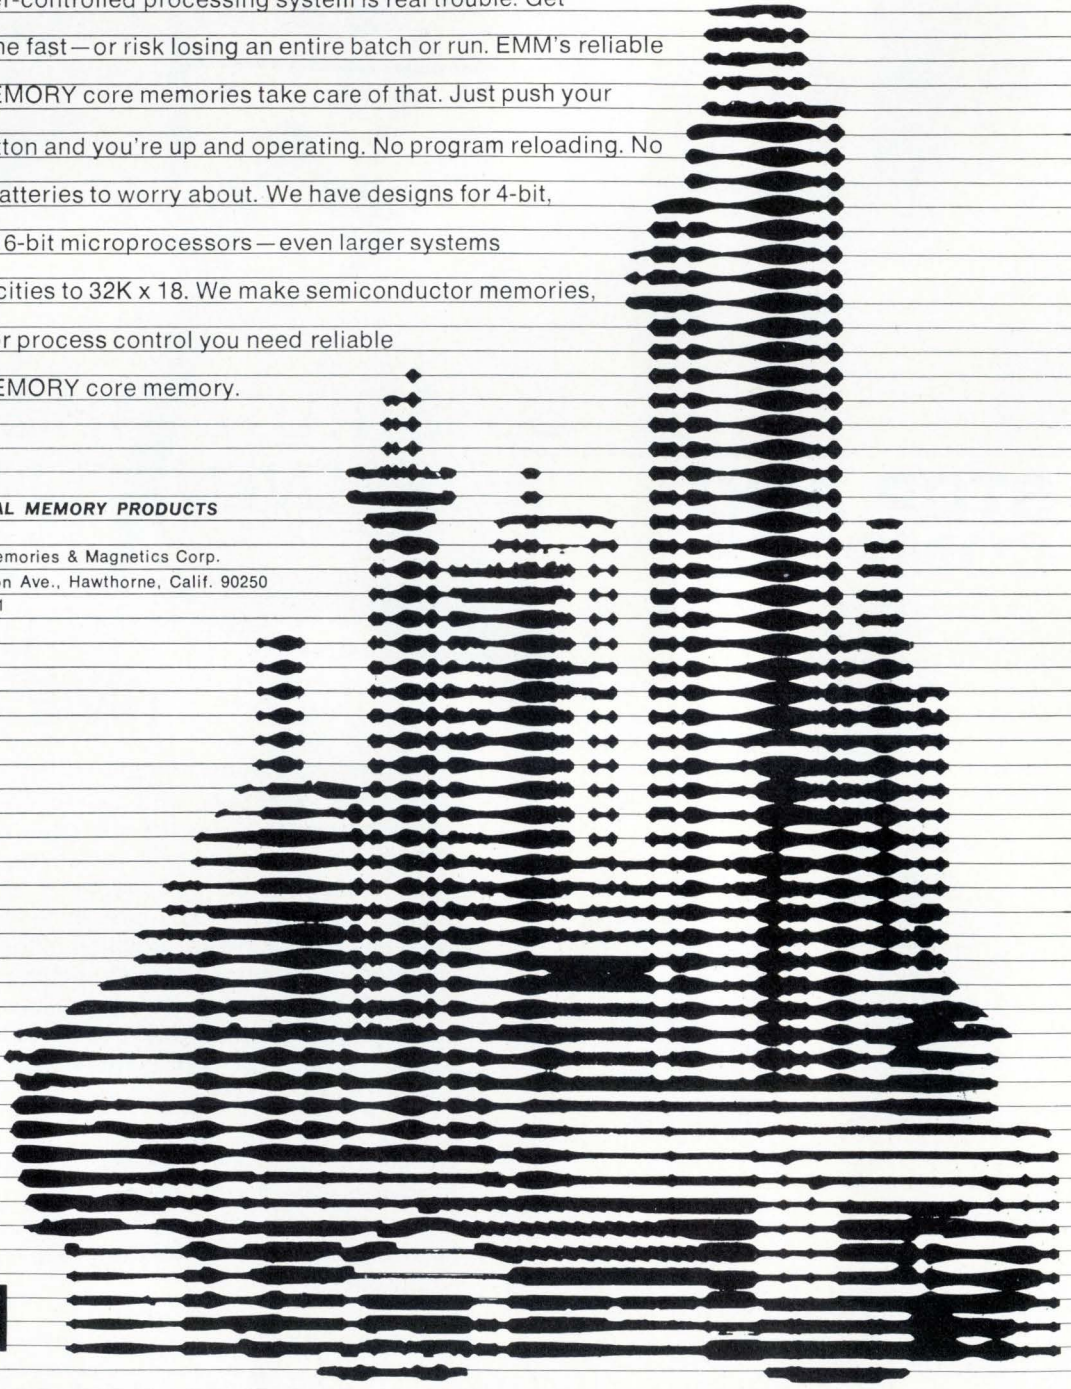 -controlled processing system is real trouble. Get
ne fast—or risk losing an entire batch or run. EMM's reliable
EMORY core memories take care of that. Just push your
ton and you're up and operating. No program reloading. No
atteries to worry about. We have designs for 4-bit,
6-bit microprocessors—even larger systems
cities to 32K x 18. We make semiconductor memories,
r process control you need reliable
EMORY core memory.
AL MEMORY PRODUCTS
emories & Magnetics Corp.
n Ave., Hawthorne, Calif. 90250
1